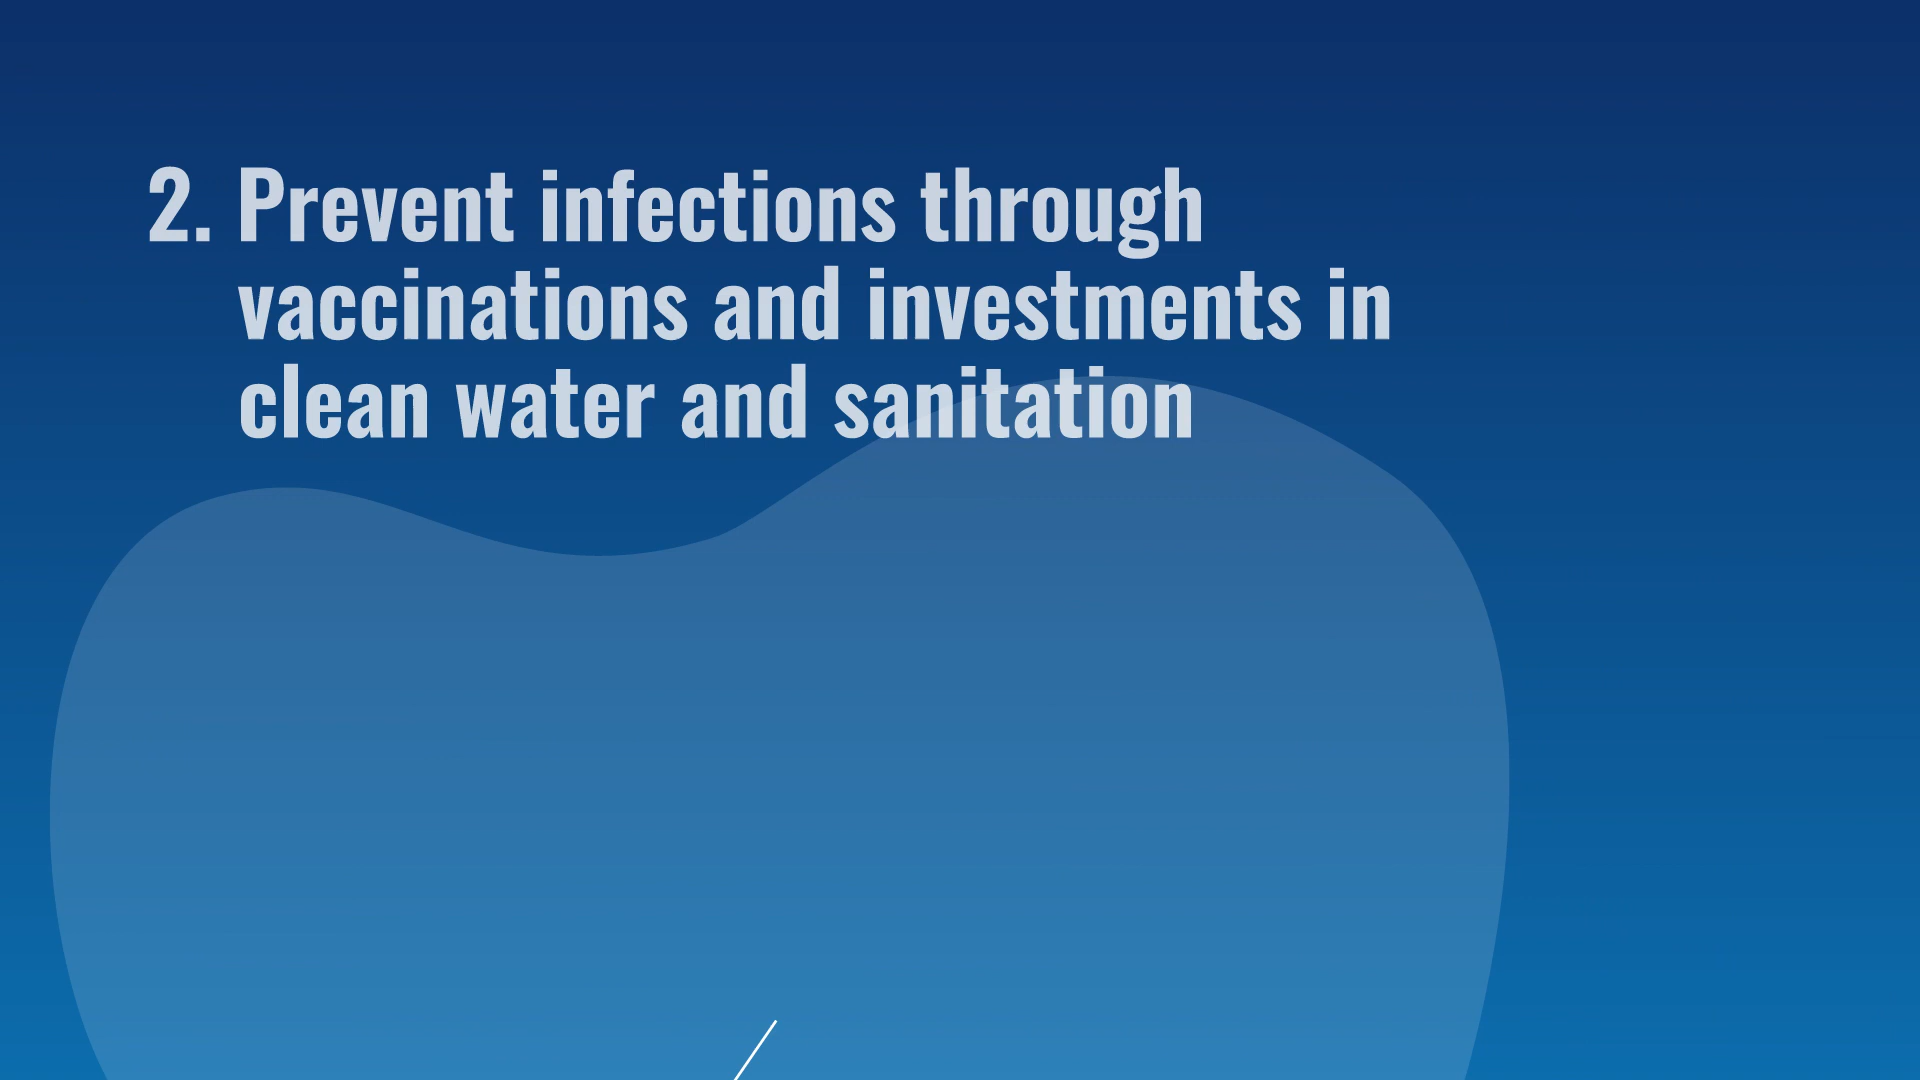 2. Prevent infections through
vaccinations and investments in
clean water and sanitation